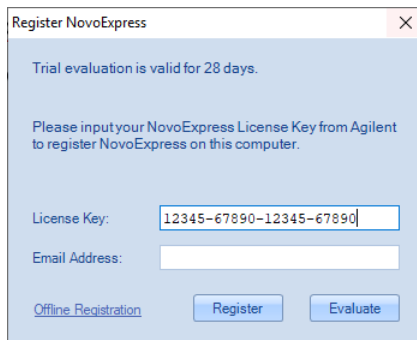 Register NovoExpress
Trial evaluation is valid for 28 days.
Please input your NovoExpress License Key from Agilent
to register NovoExpress on this computer.
License Key: 12345-67890-12345-67890
Email Address:
Offline Registration Register Evaluate